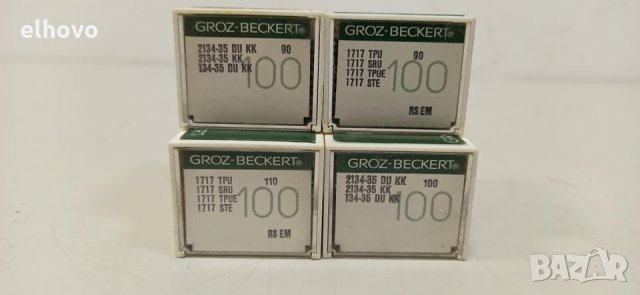 elhovo
GROZ-BECKERT®
2134-35 DU KK 90
2134-35 KK
134-35 DU KK
100
GROZ-BECKERT®
1717 TPU 90
1717 SRU
1717 TPUE
1717 STE
100
RS EM
GROZ-BECKERT®
1717 TPU 110
1717 SRU
1717 TPUE
1717 STE
100
RS EM
GROZ-BECKERT®
2134-35 DU KK 100
2134-35 KK
134-35 DU KK
100
BAZAR